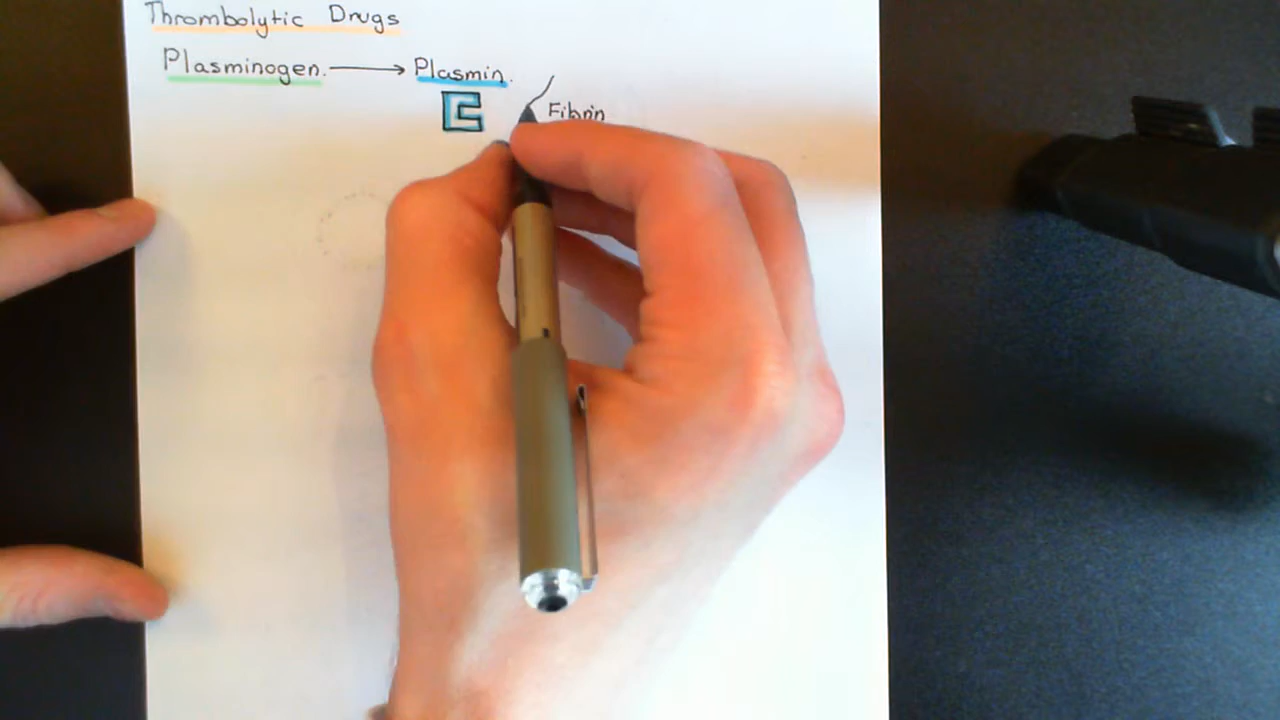 Thrombolytic Drugs
Plasminogen. → Plasmin.
Fibrin